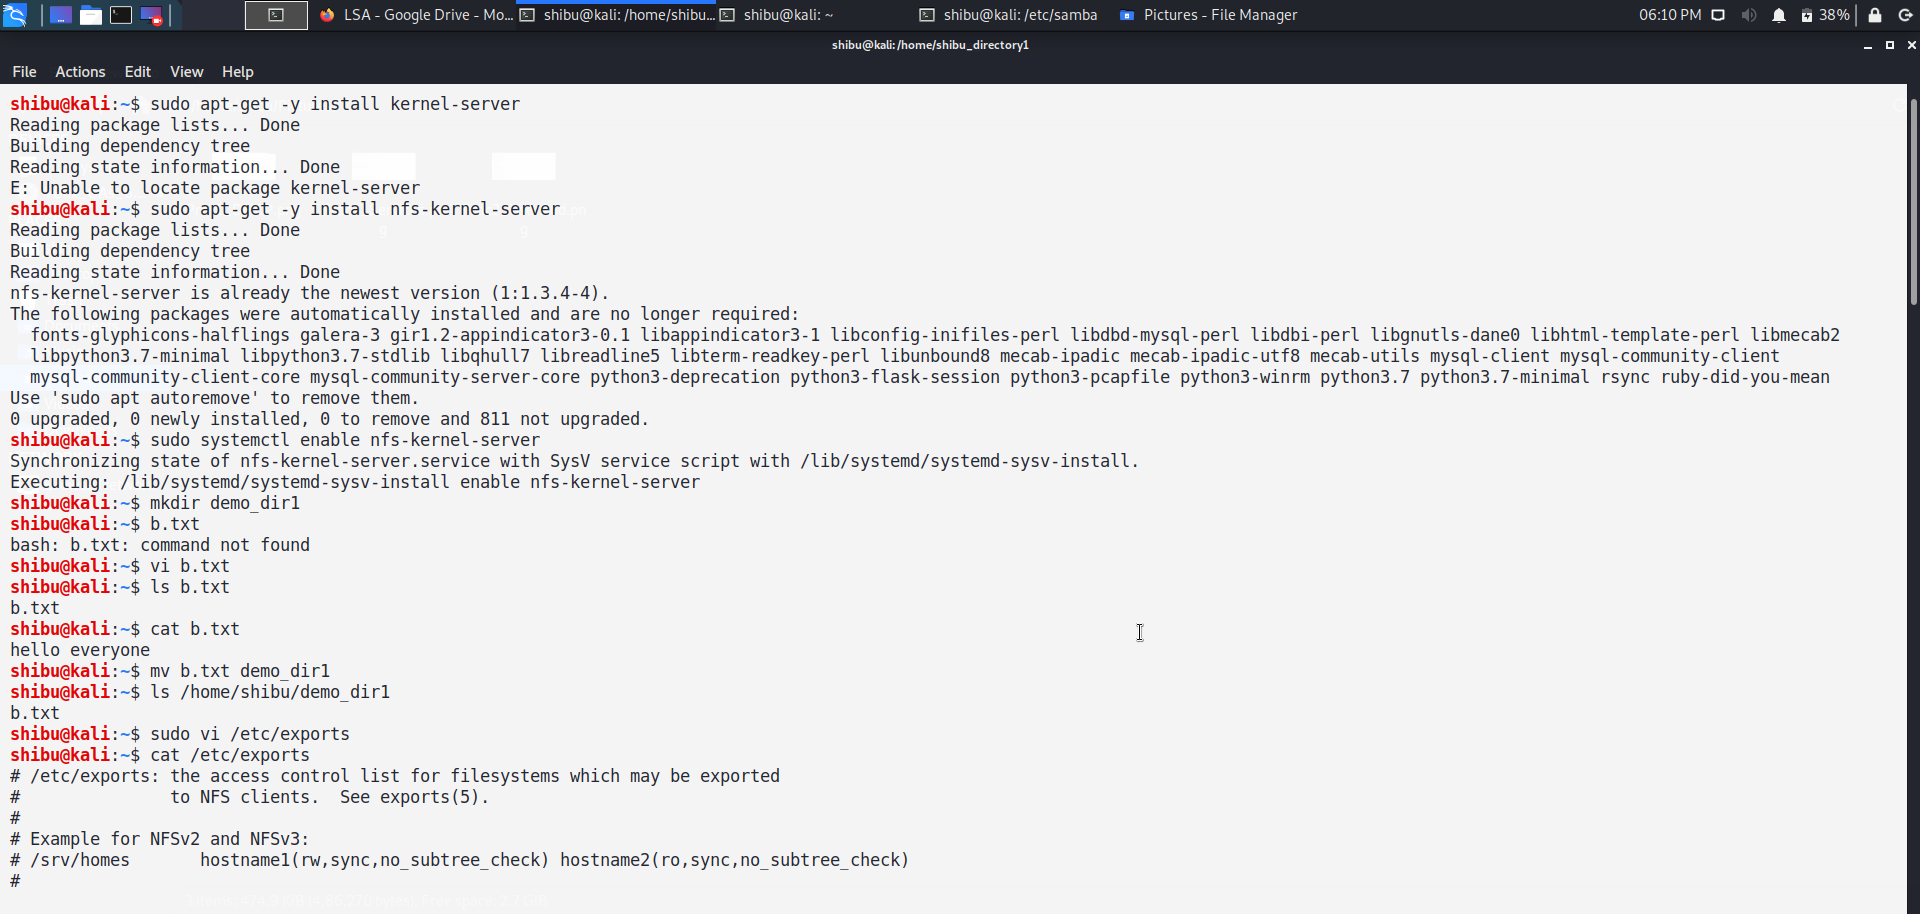 LSA - Google Drive - Mo...
shibu@kali: /home/shibu...
shibu@kali: ~
shibu@kali: /etc/samba
Pictures - File Manager
06:10 PM
38%
shibu@kali:/home/shibu_directory1
File Actions Edit View Help
shibu@kali:~$ sudo apt-get -y install kernel-server
Reading package lists... Done
Building dependency tree
Reading state information... Done
E: Unable to locate package kernel-server
shibu@kali:~$ sudo apt-get -y install nfs-kernel-server
Reading package lists... Done
Building dependency tree
Reading state information... Done
nfs-kernel-server is already the newest version (1:1.3.4-4).
The following packages were automatically installed and are no longer required:
  fonts-glyphicons-halflings galera-3 gir1.2-appindicator3-0.1 libappindicator3-1 libconfig-inifiles-perl libdbd-mysql-perl libdbi-perl libgnutls-dane0 libhtml-template-perl libmecab2
  libpython3.7-minimal libpython3.7-stdlib libqhull7 libreadline5 libterm-readkey-perl libunbound8 mecab-ipadic mecab-ipadic-utf8 mecab-utils mysql-client mysql-community-client
  mysql-community-client-core mysql-community-server-core python3-deprecation python3-flask-session python3-pcapfile python3-winrm python3.7 python3.7-minimal rsync ruby-did-you-mean
Use 'sudo apt autoremove' to remove them.
0 upgraded, 0 newly installed, 0 to remove and 811 not upgraded.
shibu@kali:~$ sudo systemctl enable nfs-kernel-server
Synchronizing state of nfs-kernel-server.service with SysV service script with /lib/systemd/systemd-sysv-install.
Executing: /lib/systemd/systemd-sysv-install enable nfs-kernel-server
shibu@kali:~$ mkdir demo_dir1
shibu@kali:~$ b.txt
bash: b.txt: command not found
shibu@kali:~$ vi b.txt
shibu@kali:~$ ls b.txt
b.txt
shibu@kali:~$ cat b.txt
hello everyone
shibu@kali:~$ mv b.txt demo_dir1
shibu@kali:~$ ls /home/shibu/demo_dir1
b.txt
shibu@kali:~$ sudo vi /etc/exports
shibu@kali:~$ cat /etc/exports
# /etc/exports: the access control list for filesystems which may be exported
#               to NFS clients.  See exports(5).
#
# Example for NFSv2 and NFSv3:
# /srv/homes       hostname1(rw,sync,no_subtree_check) hostname2(ro,sync,no_subtree_check)
#